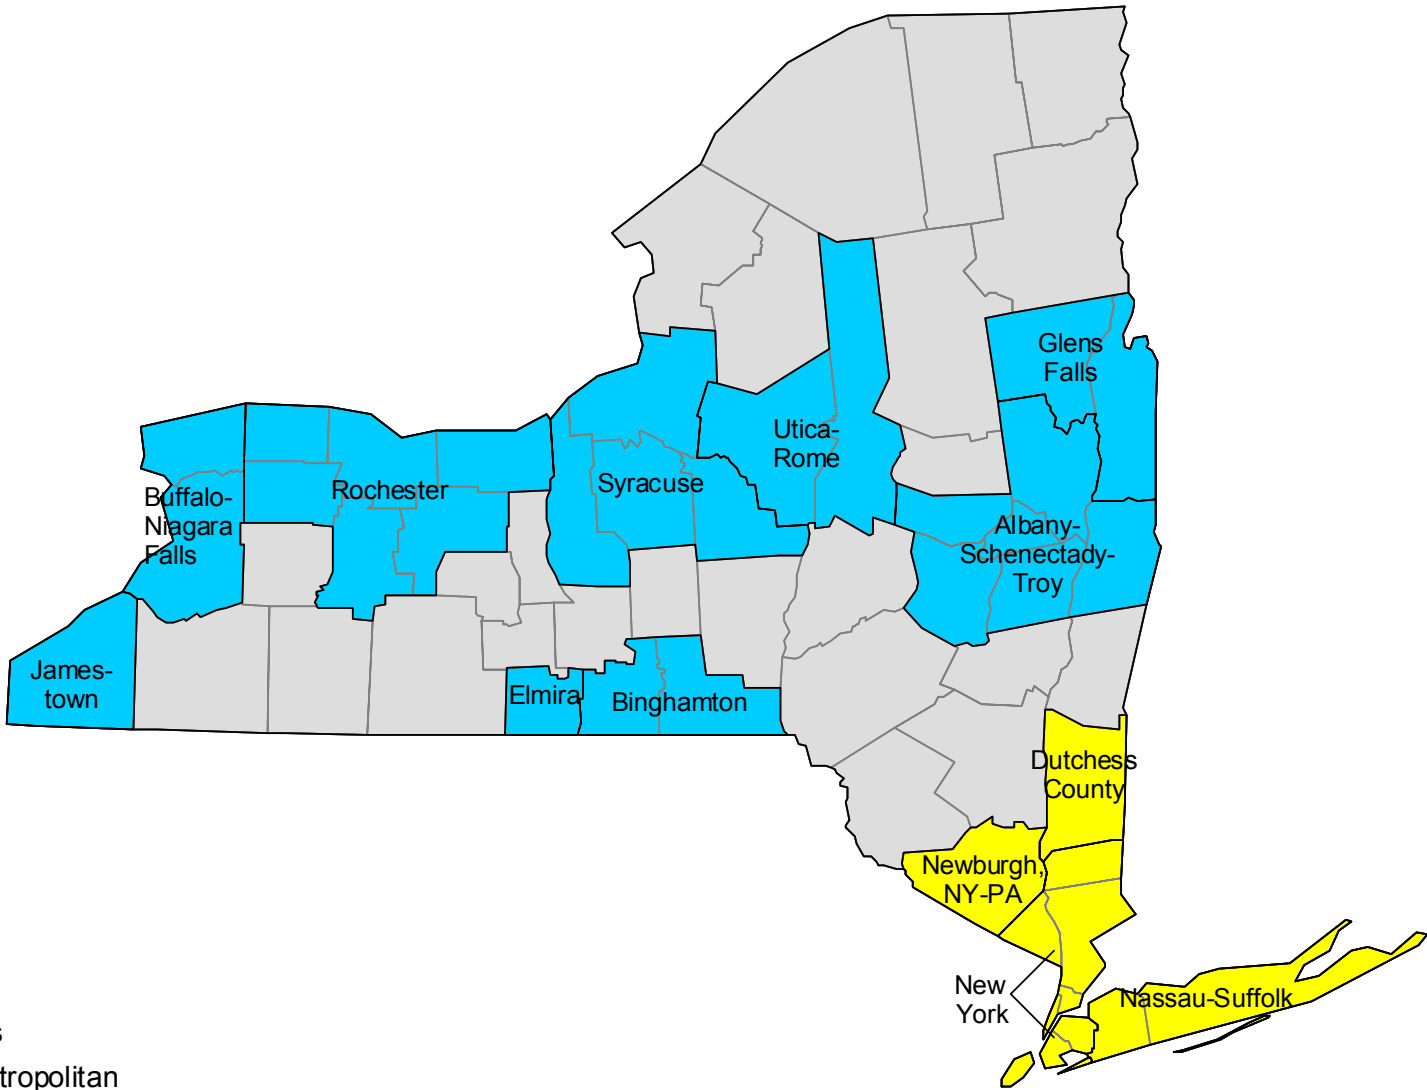 Glens
Falls
Utica-
Rome
Syracuse
Rochester
Buffalo-
Niagara
Falls
Albany-
Schenectady-
Troy
James-
town
Elmira
Binghamton
Dutchess
County
Newburgh,
NY-PA
New
York
Nassau-Suffolk
s
tropolitan